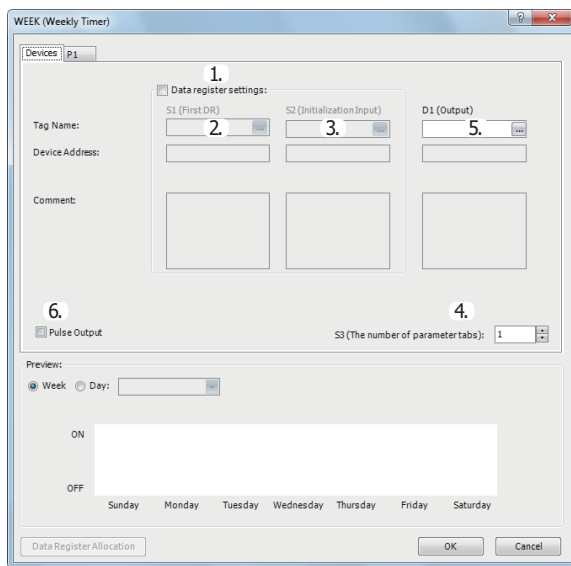 WEEK (Weekly Timer)
Devices P1
1.
Data register settings:
S1 (First DR) S2 (Initialization Input) D1 (Output)
Tag Name: 2. ... 3. ... 5. ...
Device Address:
Comment:
6. 4.
Pulse Output S3 (The number of parameter tabs): 1
Preview:
Week Day:
ON
OFF
Sunday Monday Tuesday Wednesday Thursday Friday Saturday
Data Register Allocation OK Cancel